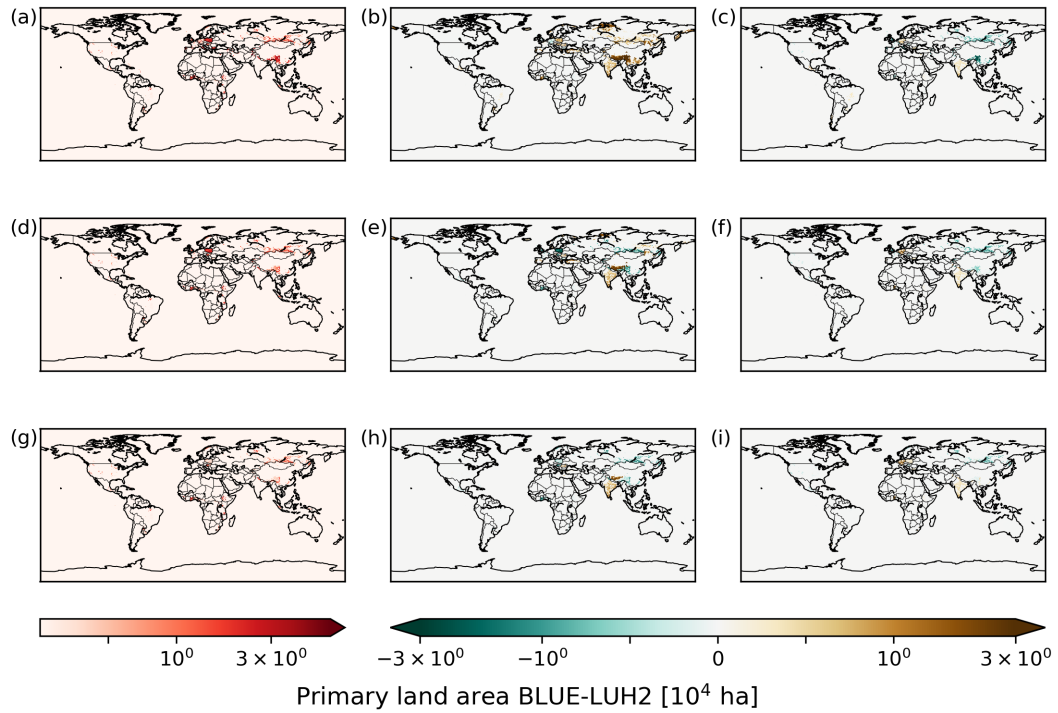 (a) (b) (c)
(d) (e) (f)
(g) (h) (i)
10⁰ 3 × 10⁰ −3 × 10⁰ −10⁰ 0 10⁰ 3 × 10⁰
Primary land area BLUE-LUH2 [10⁴ ha]